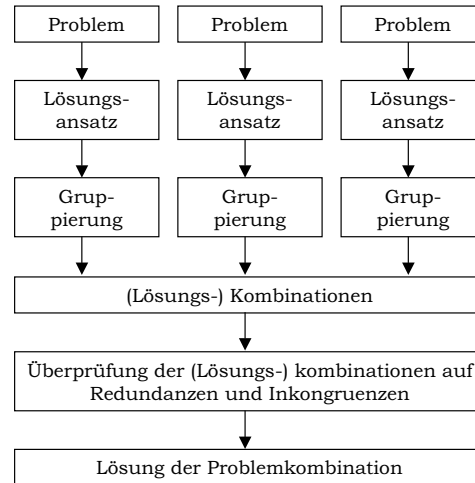 Problem
Problem
Problem
Lösungs-
ansatz
Lösungs-
ansatz
Lösungs-
ansatz
Grup-
pierung
Grup-
pierung
Grup-
pierung
(Lösungs-) Kombinationen
Überprüfung der (Lösungs-) kombinationen auf
Redundanzen und Inkongruenzen
Lösung der Problemkombination